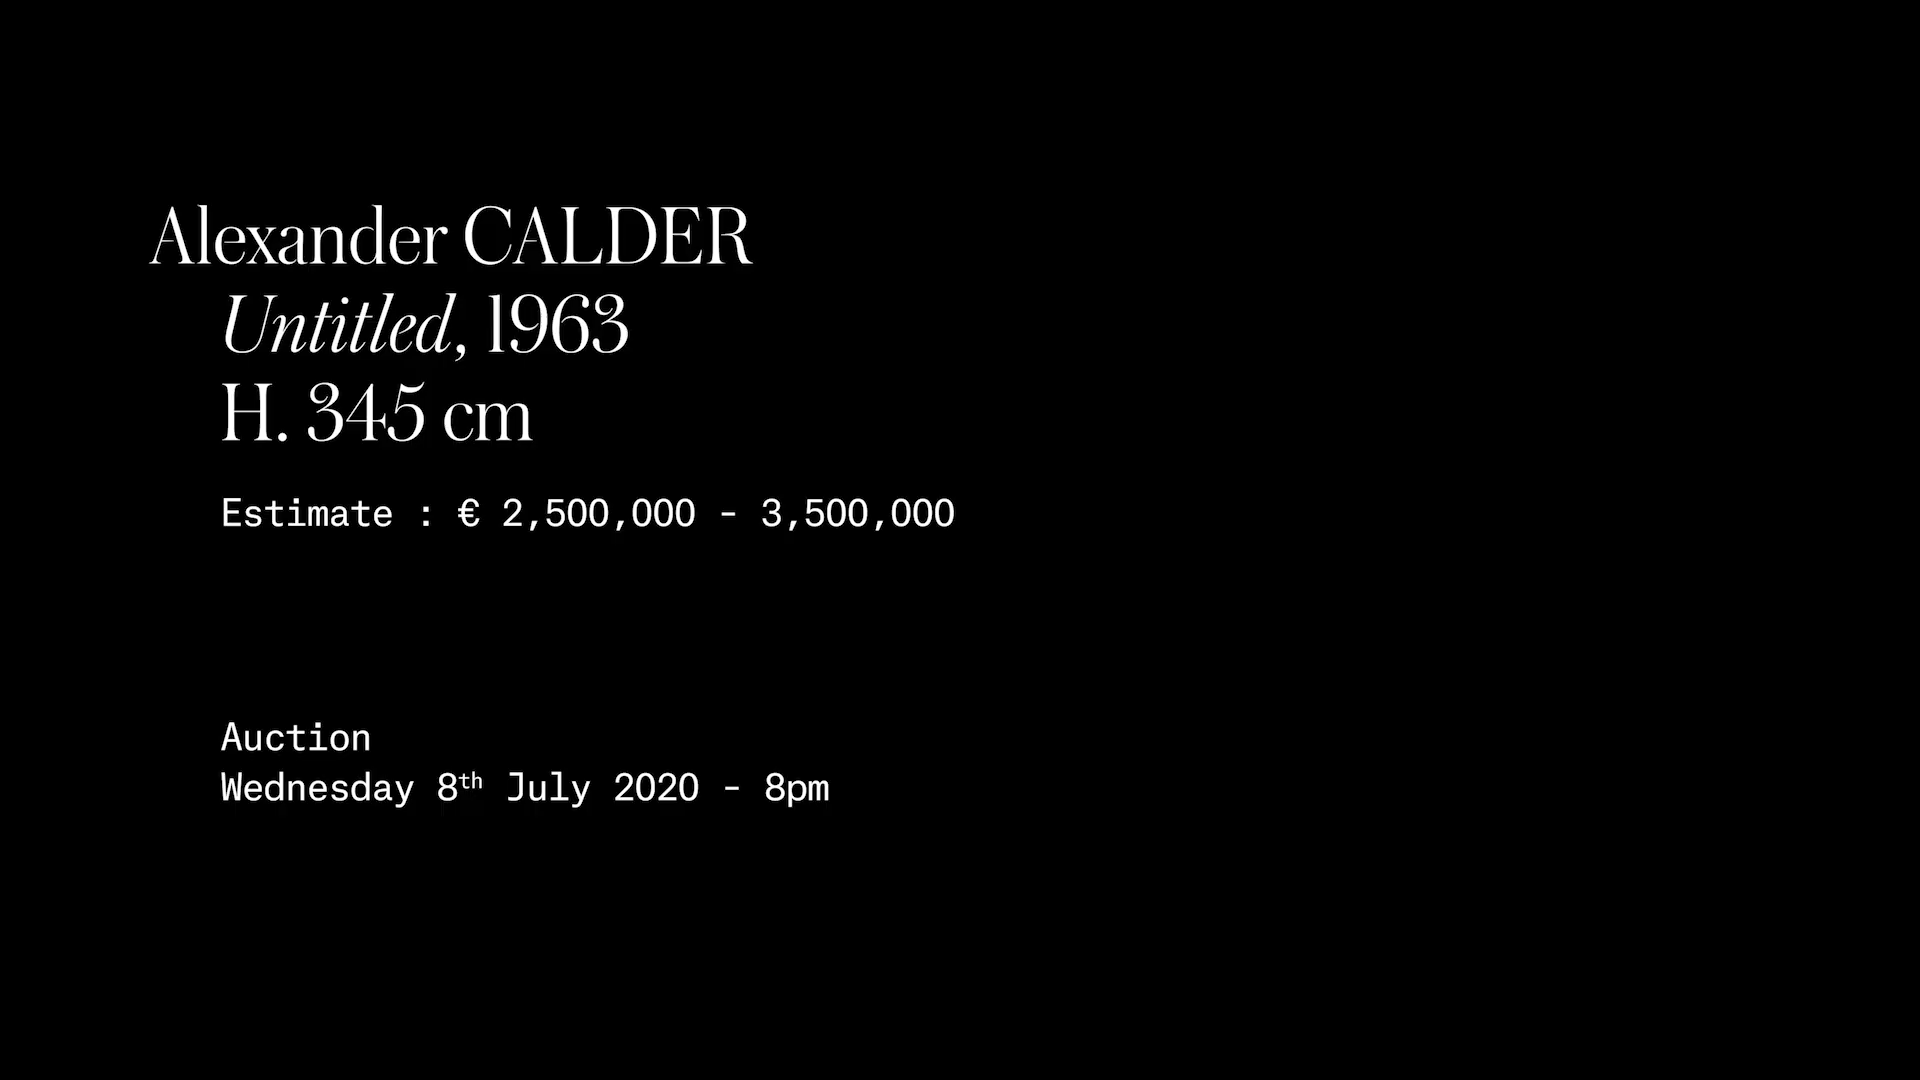 Alexander CALDER
Untitled, 1963
H. 345 cm
Estimate : € 2,500,000 - 3,500,000
Auction
Wednesday 8th July 2020 - 8pm